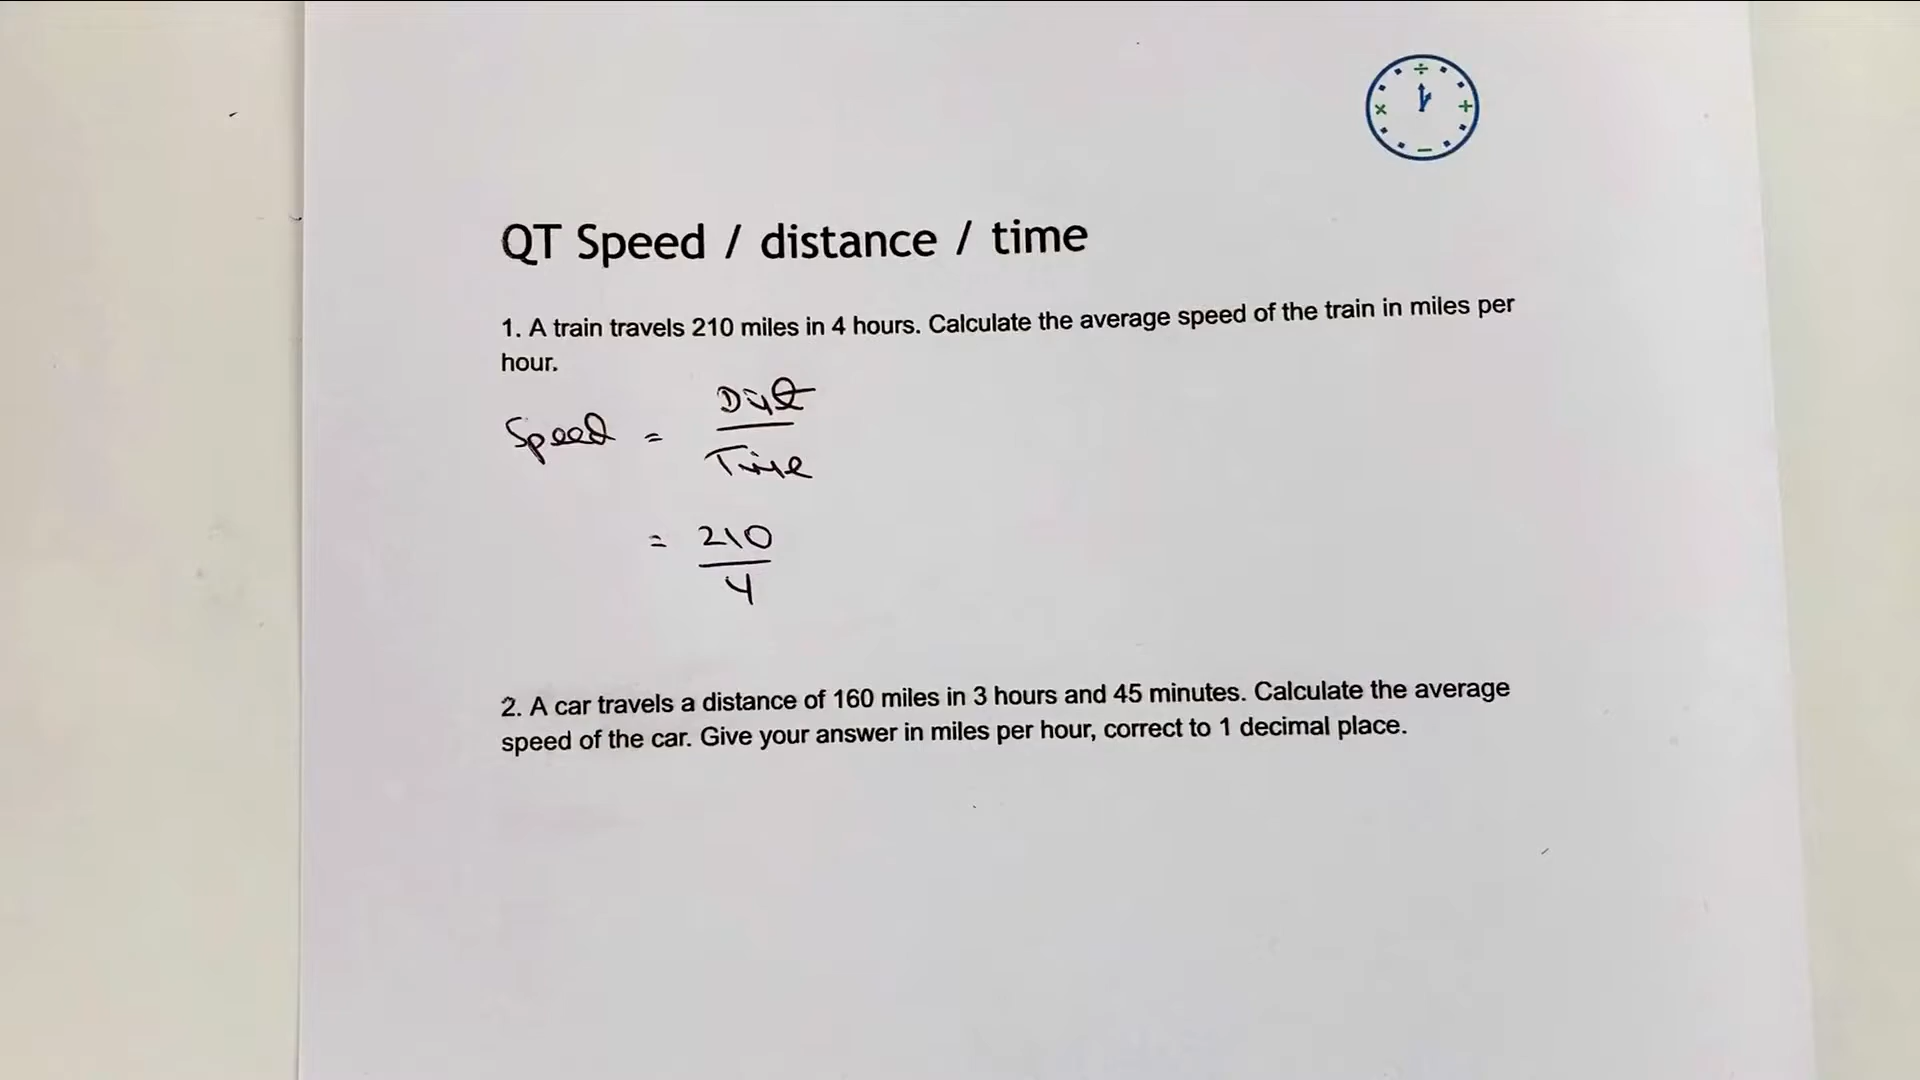 QT Speed / distance / time
1. A train travels 210 miles in 4 hours. Calculate the average speed of the train in miles per
hour.
Speed = Dist
Time
= 210
4
2. A car travels a distance of 160 miles in 3 hours and 45 minutes. Calculate the average
speed of the car. Give your answer in miles per hour, correct to 1 decimal place.